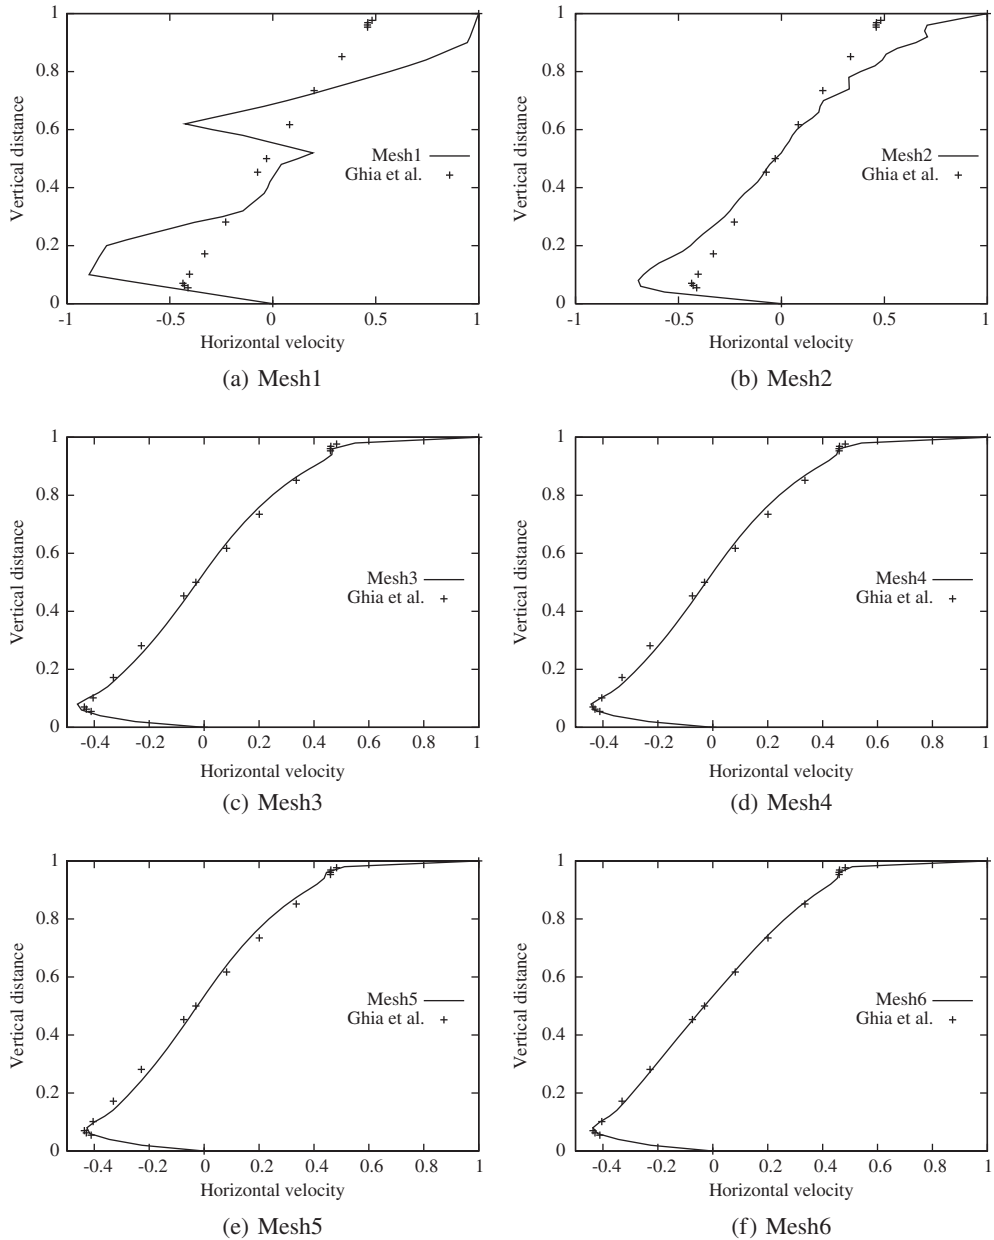 1
0.8
0.6
0.4
0.2
0
Vertical distance
Mesh1
Ghia et al.
-1 -0.5 0 0.5 1
Horizontal velocity
(a) Mesh1
1
0.8
0.6
0.4
0.2
0
Vertical distance
Mesh2
Ghia et al.
-1 -0.5 0 0.5 1
Horizontal velocity
(b) Mesh2
1
0.8
0.6
0.4
0.2
0
Vertical distance
Mesh3
Ghia et al.
-0.4 -0.2 0 0.2 0.4 0.6 0.8 1
Horizontal velocity
(c) Mesh3
1
0.8
0.6
0.4
0.2
0
Vertical distance
Mesh4
Ghia et al.
-0.4 -0.2 0 0.2 0.4 0.6 0.8 1
Horizontal velocity
(d) Mesh4
1
0.8
0.6
0.4
0.2
0
Vertical distance
Mesh5
Ghia et al.
-0.4 -0.2 0 0.2 0.4 0.6 0.8 1
Horizontal velocity
(e) Mesh5
1
0.8
0.6
0.4
0.2
0
Vertical distance
Mesh6
Ghia et al.
-0.4 -0.2 0 0.2 0.4 0.6 0.8 1
Horizontal velocity
(f) Mesh6